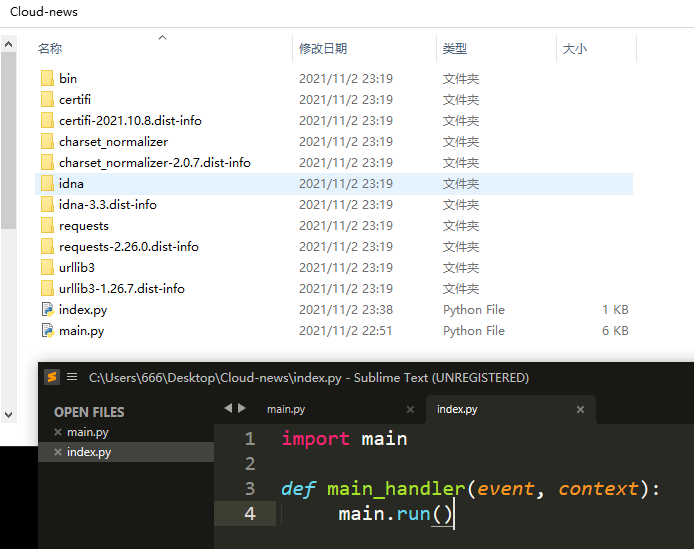 Cloud-news
名称 修改日期 类型 大小
bin 2021/11/2 23:19 文件夹
certifi 2021/11/2 23:19 文件夹
certifi-2021.10.8.dist-info 2021/11/2 23:19 文件夹
charset_normalizer 2021/11/2 23:19 文件夹
charset_normalizer-2.0.7.dist-info 2021/11/2 23:19 文件夹
idna 2021/11/2 23:19 文件夹
idna-3.3.dist-info 2021/11/2 23:19 文件夹
requests 2021/11/2 23:19 文件夹
requests-2.26.0.dist-info 2021/11/2 23:19 文件夹
urllib3 2021/11/2 23:19 文件夹
urllib3-1.26.7.dist-info 2021/11/2 23:19 文件夹
index.py 2021/11/2 23:38 Python File 1 KB
main.py 2021/11/2 22:51 Python File 6 KB
C:\Users\666\Desktop\Cloud-news\index.py - Sublime Text (UNREGISTERED)
OPEN FILES
main.py
index.py
main.py index.py
1 import main
2
3 def main_handler(event, context):
4 main.run()